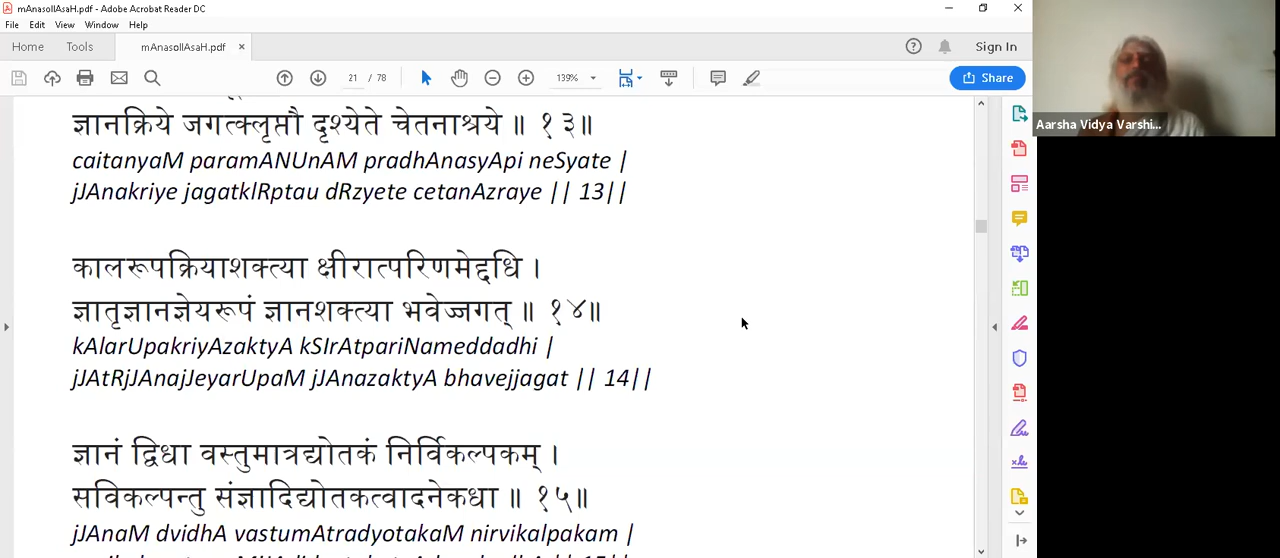 mAnasollAsaH.pdf - Adobe Acrobat Reader DC
File Edit View Window Help
Home Tools mAnasollAsaH.pdf × Sign In
21 / 78 139% Share
ज्ञानक्रिये जगत्क्लृप्तौ दृश्येते चेतनाश्रये ॥ १३॥
caitanyaM paramANUnAM pradhAnasyApi neSyate |
jJAnakriye jagatklRptau dRzyete cetanAzraye || 13||
कालरूपक्रियाशक्त्या क्षीरात्परिणमेद्दधि ।
ज्ञातृज्ञानज्ञेयरूपं ज्ञानशक्त्या भवेज्जगत् ॥ १४॥
kAlarUpakriyAzaktyA kSIrAtpariNameddadhi |
jJAtRjJAnajJeyarUpaM jJAnazaktyA bhavejjagat || 14||
ज्ञानं द्विधा वस्तुमात्रद्योतकं निर्विकल्पकम् ।
सविकल्पन्तु संज्ञादिद्योतकत्वादनेकधा ॥ १५॥
jJAnaM dvidhA vastumAtradyotakaM nirvikalpakam |
Aarsha Vidya Varshi...